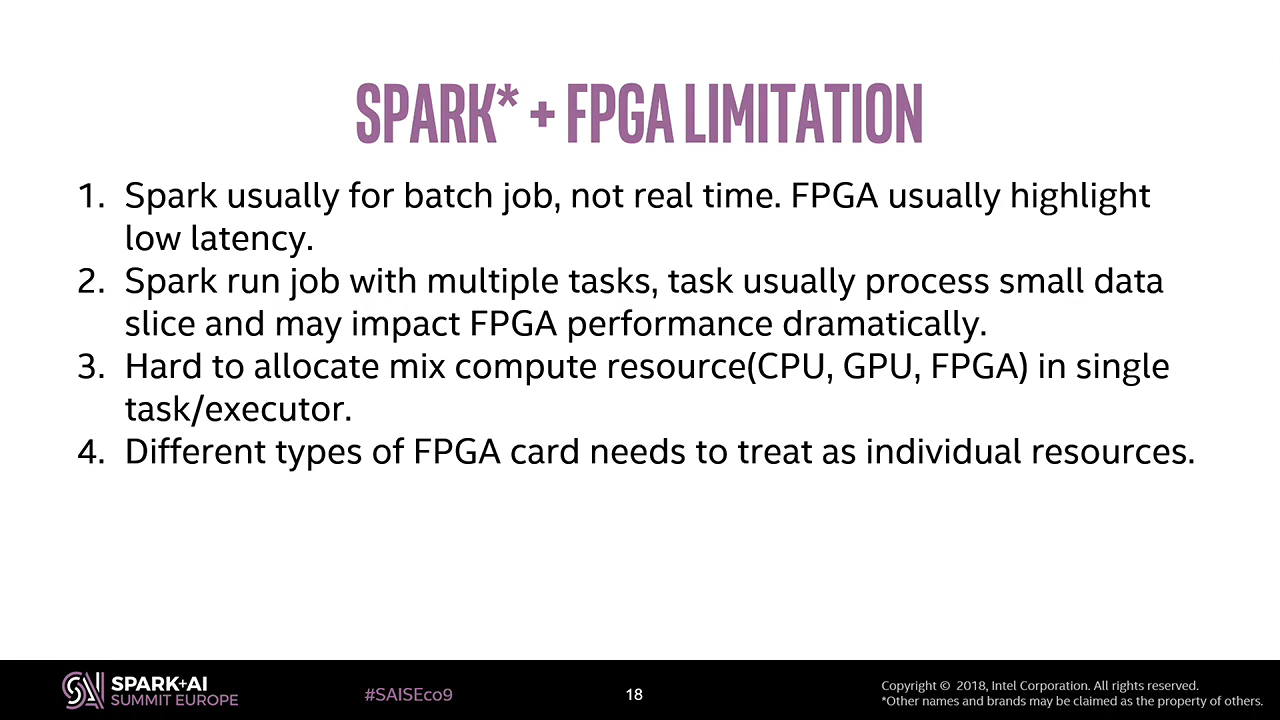 SPARK* + FPGA LIMITATION
1. Spark usually for batch job, not real time. FPGA usually highlight
low latency.
2. Spark run job with multiple tasks, task usually process small data
slice and may impact FPGA performance dramatically.
3. Hard to allocate mix compute resource(CPU, GPU, FPGA) in single
task/executor.
4. Different types of FPGA card needs to treat as individual resources.
SPARK+AI
SUMMIT EUROPE
#SAISEco9
18
Copyright © 2018, Intel Corporation. All rights reserved.
*Other names and brands may be claimed as the property of others.